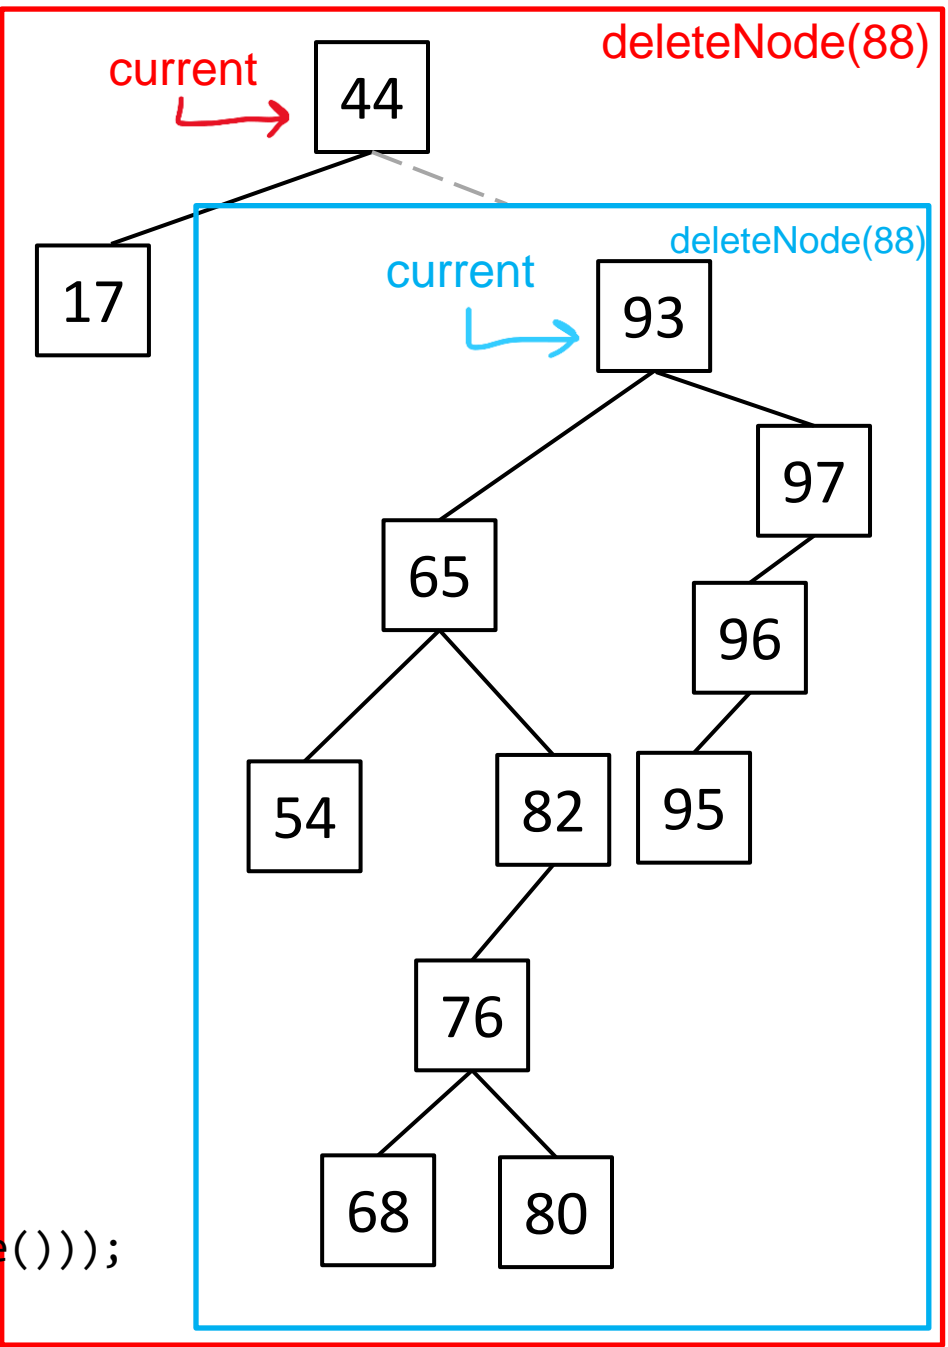 deleteNode(88)
current
44
deleteNode(88)
current
17
93
97
65
96
54
82
95
76
68
80
e()));